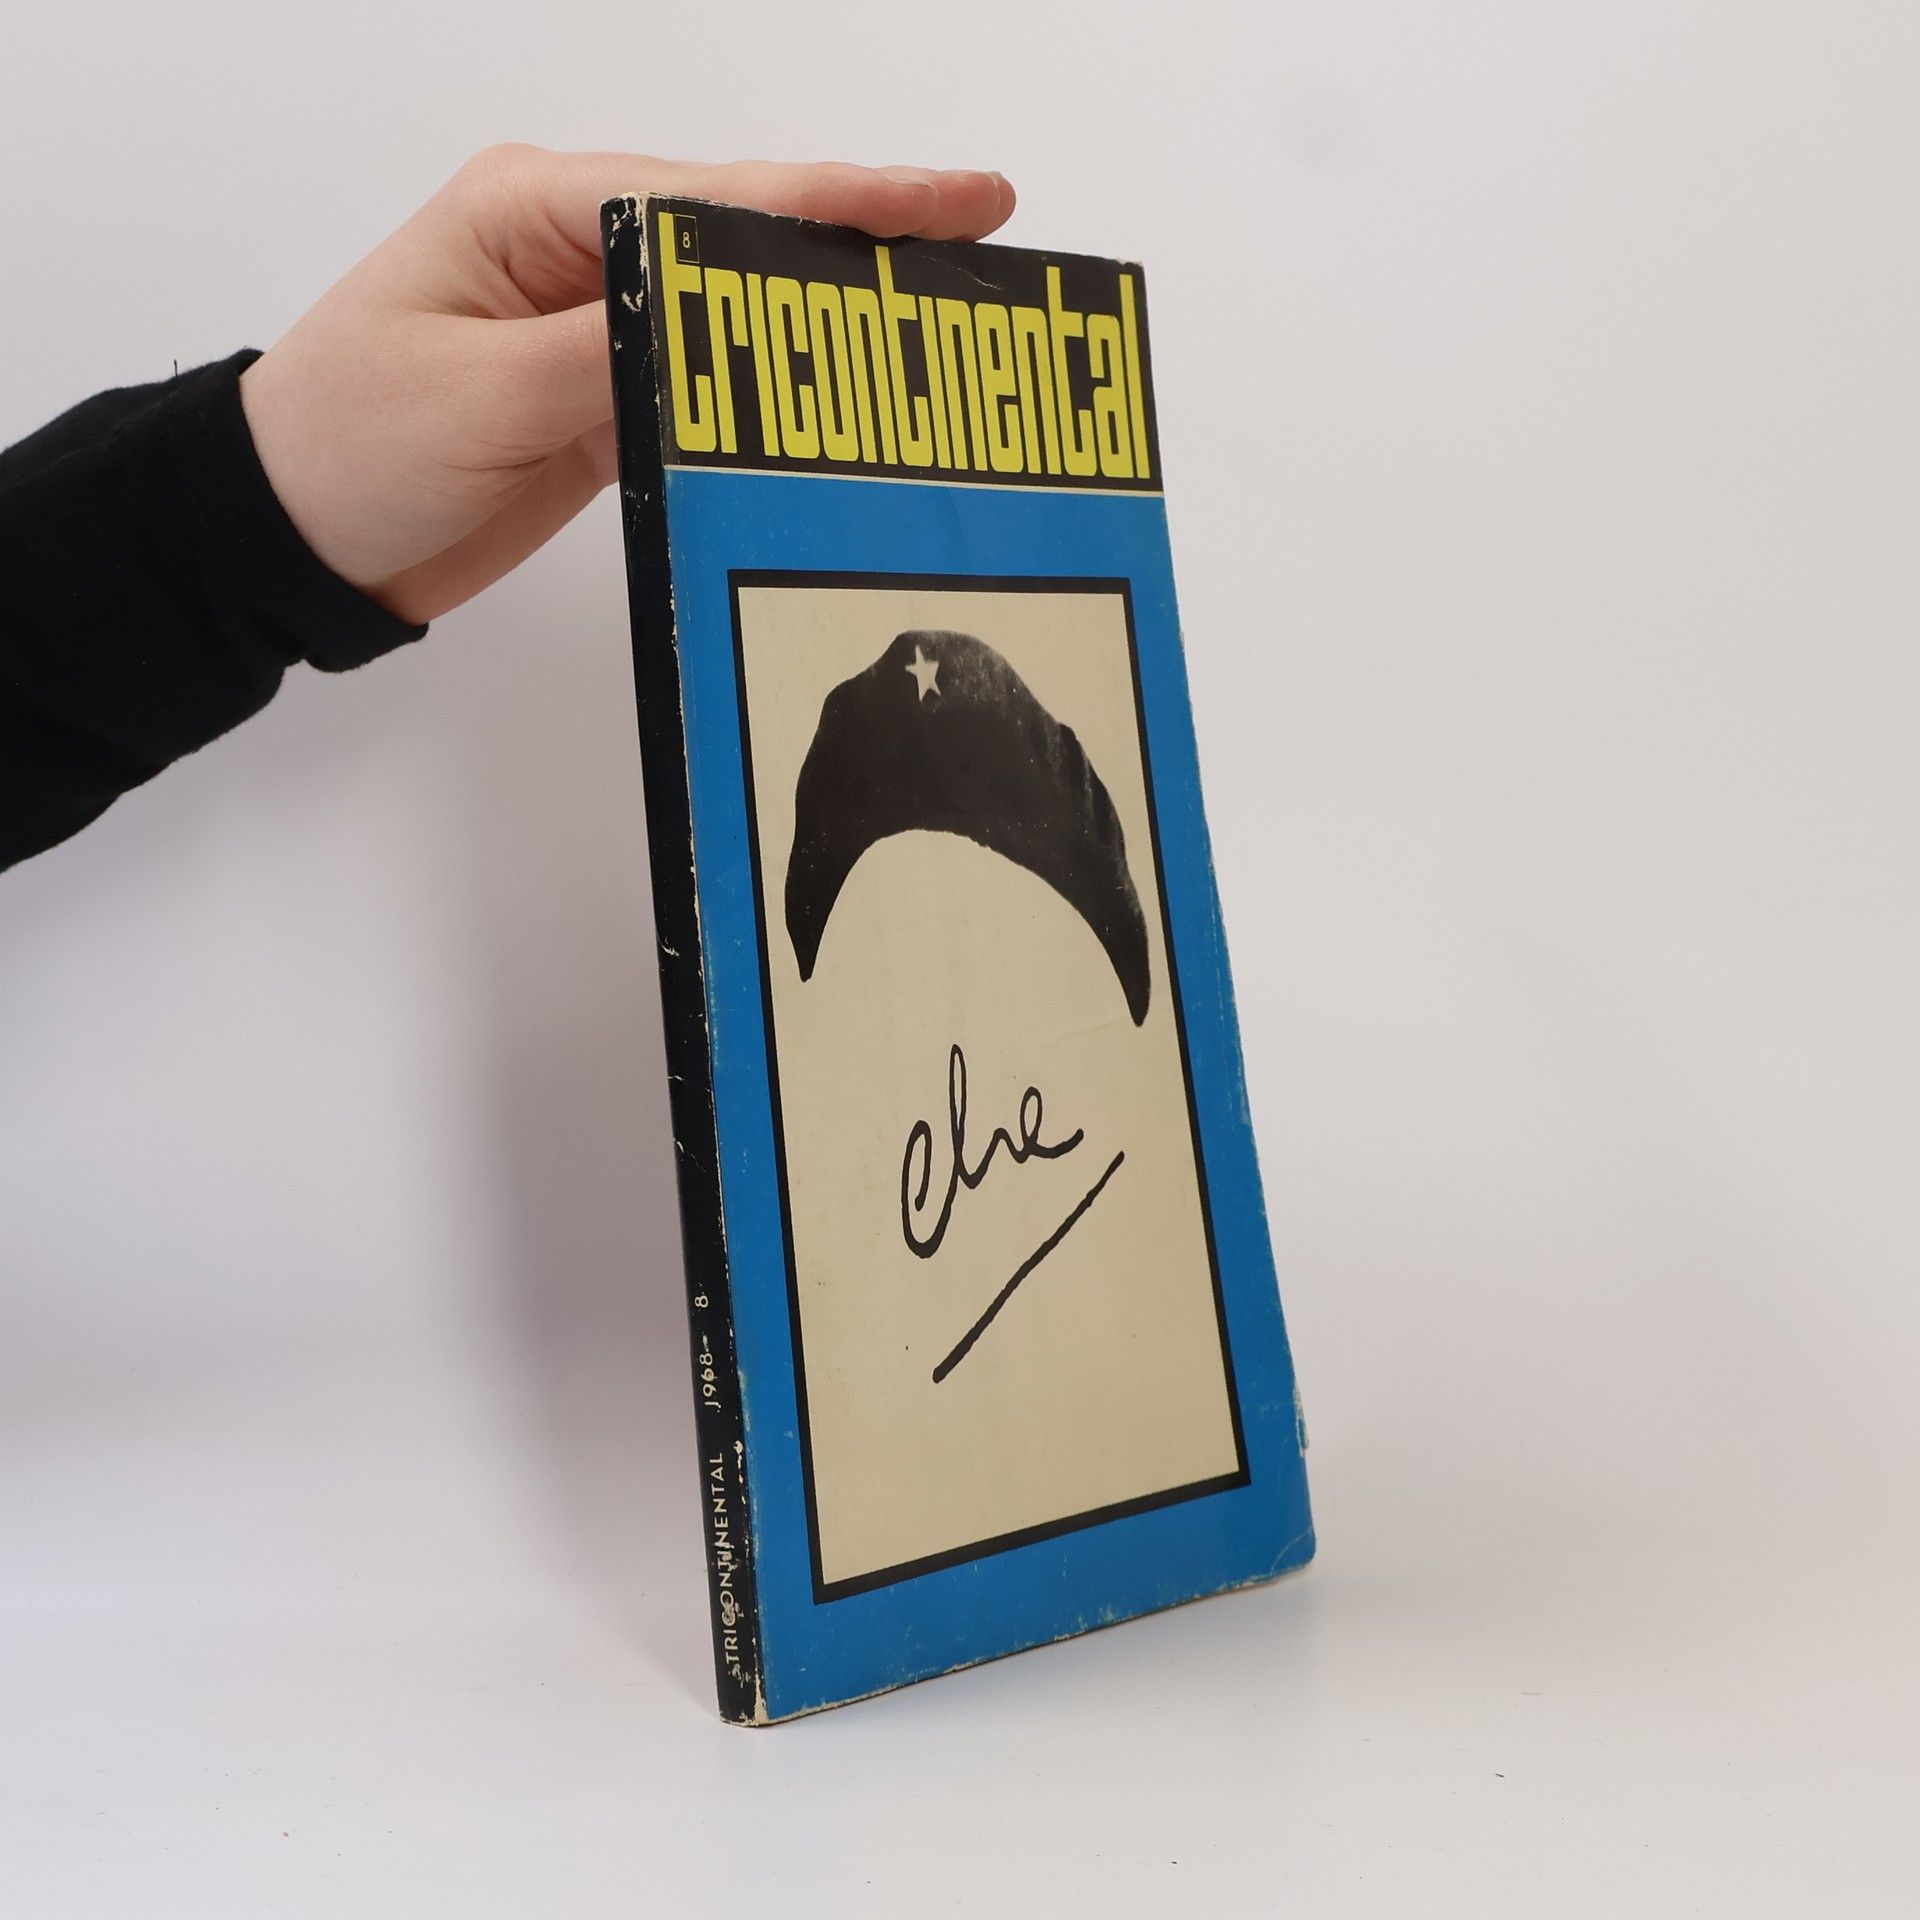 8
tricontinental
Che
TRICONTINENTAL 1968 8